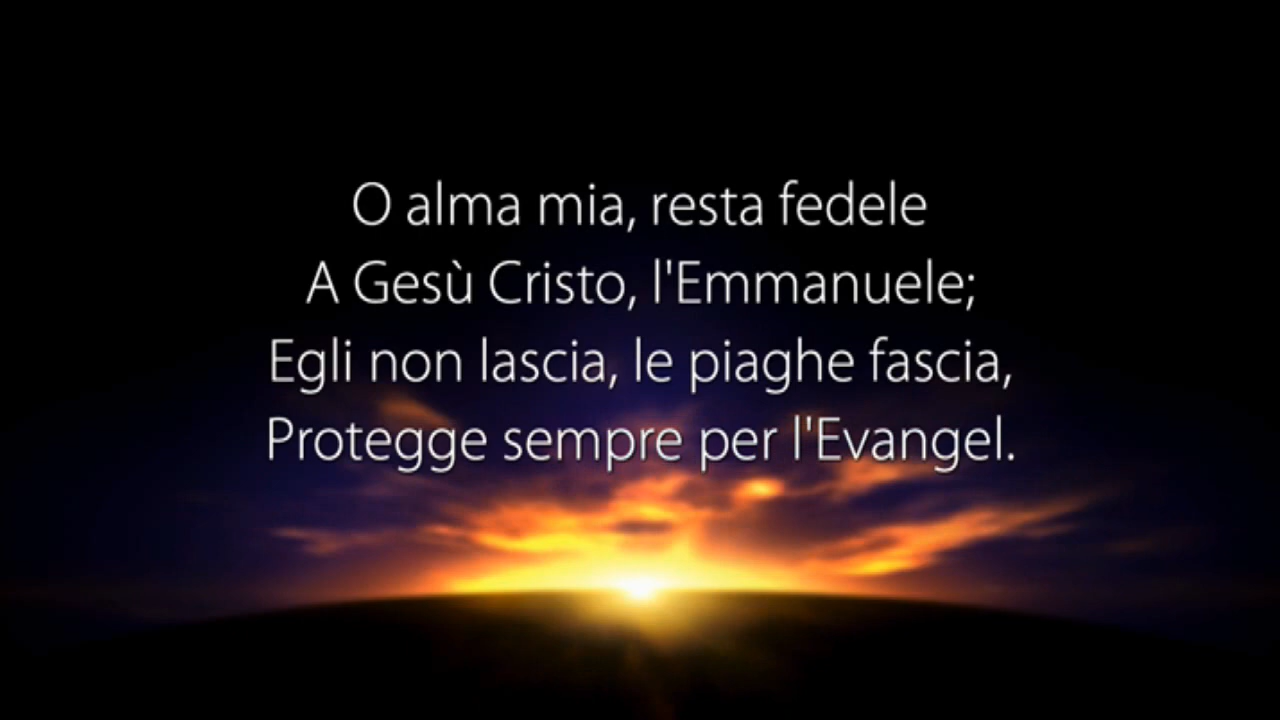 O alma mia, resta fedele
A Gesù Cristo, l'Emmanuele;
Egli non lascia, le piaghe fascia,
Protegge sempre per l'Evangel.